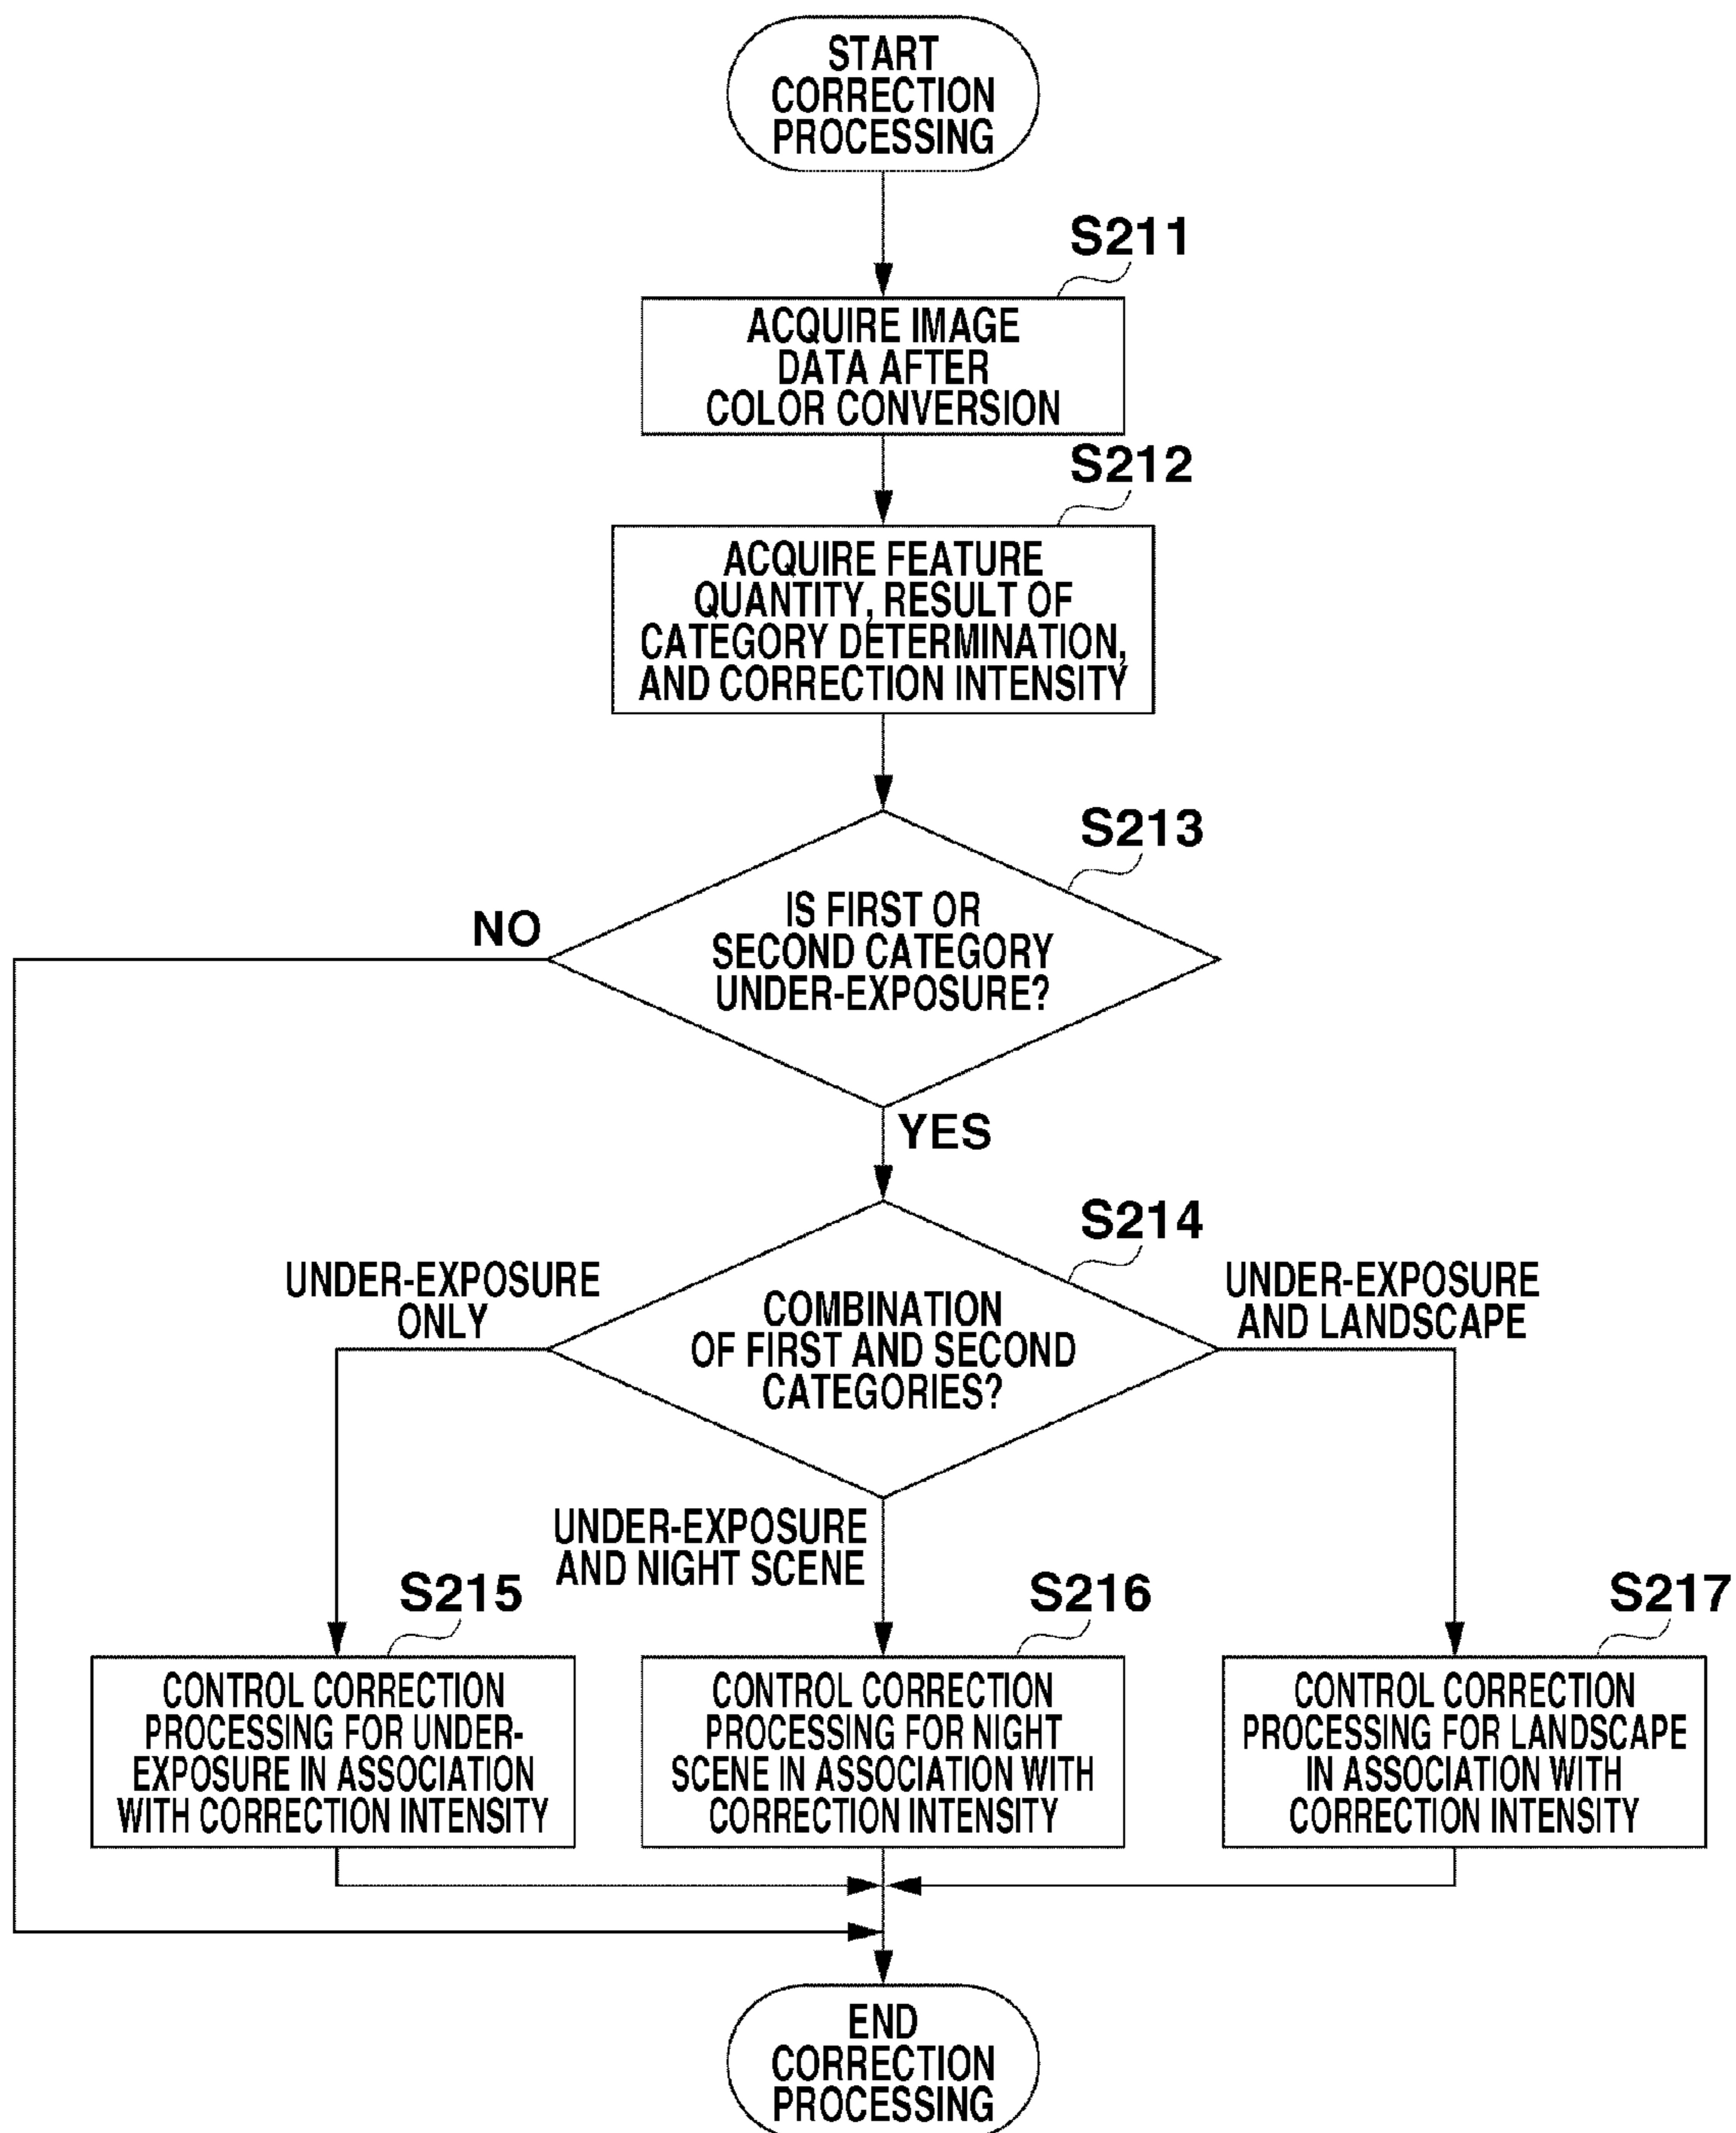 START
CORRECTION
PROCESSING
S211
ACQUIRE IMAGE
DATA AFTER
COLOR CONVERSION
S212
ACQUIRE FEATURE
QUANTITY, RESULT OF
CATEGORY DETERMINATION,
AND CORRECTION INTENSITY
S213
IS FIRST OR
SECOND CATEGORY
UNDER-EXPOSURE?
NO
YES
S214
COMBINATION
OF FIRST AND SECOND
CATEGORIES?
UNDER-EXPOSURE
ONLY
UNDER-EXPOSURE
AND NIGHT SCENE
UNDER-EXPOSURE
AND LANDSCAPE
S215
CONTROL CORRECTION
PROCESSING FOR UNDER-
EXPOSURE IN ASSOCIATION
WITH CORRECTION INTENSITY
S216
CONTROL CORRECTION
PROCESSING FOR NIGHT
SCENE IN ASSOCIATION WITH
CORRECTION INTENSITY
S217
CONTROL CORRECTION
PROCESSING FOR LANDSCAPE
IN ASSOCIATION WITH
CORRECTION INTENSITY
END
CORRECTION
PROCESSING